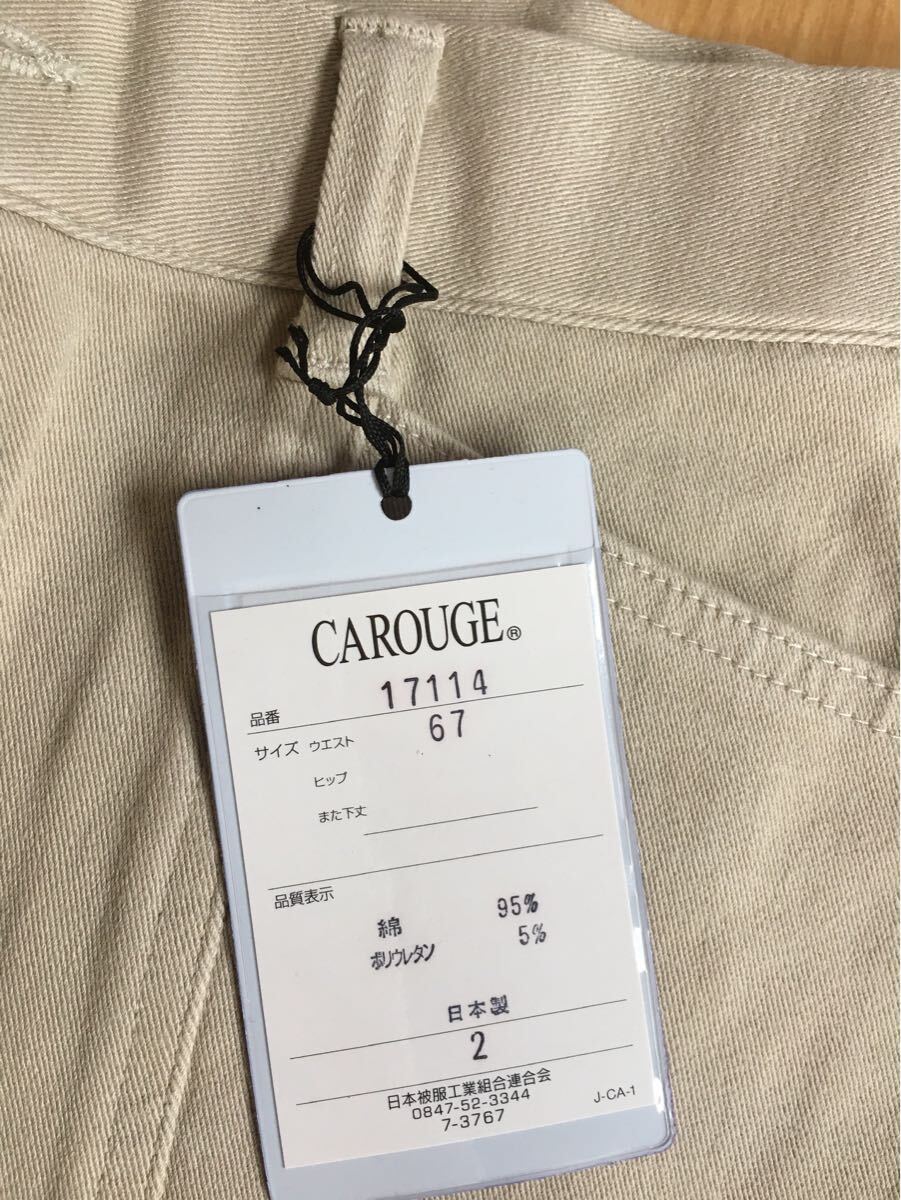 CAROUGE®
品番 17114
サイズ ウエスト 67
ヒップ
また下丈
品質表示
綿 95%
ポリウレタン 5%
日本製
2
日本被服工業組合連合会
0847-52-3344
7-3767
J-CA-1